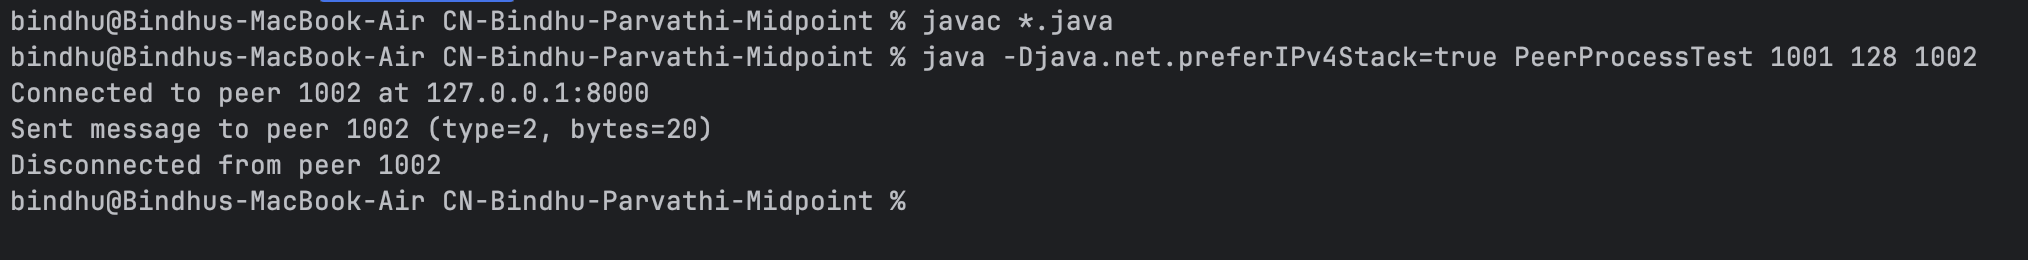 bindhu@Bindhus-MacBook-Air CN-Bindhu-Parvathi-Midpoint % javac *.java
bindhu@Bindhus-MacBook-Air CN-Bindhu-Parvathi-Midpoint % java -Djava.net.preferIPv4Stack=true PeerProcessTest 1001 128 1002
Connected to peer 1002 at 127.0.0.1:8000
Sent message to peer 1002 (type=2, bytes=20)
Disconnected from peer 1002
bindhu@Bindhus-MacBook-Air CN-Bindhu-Parvathi-Midpoint %